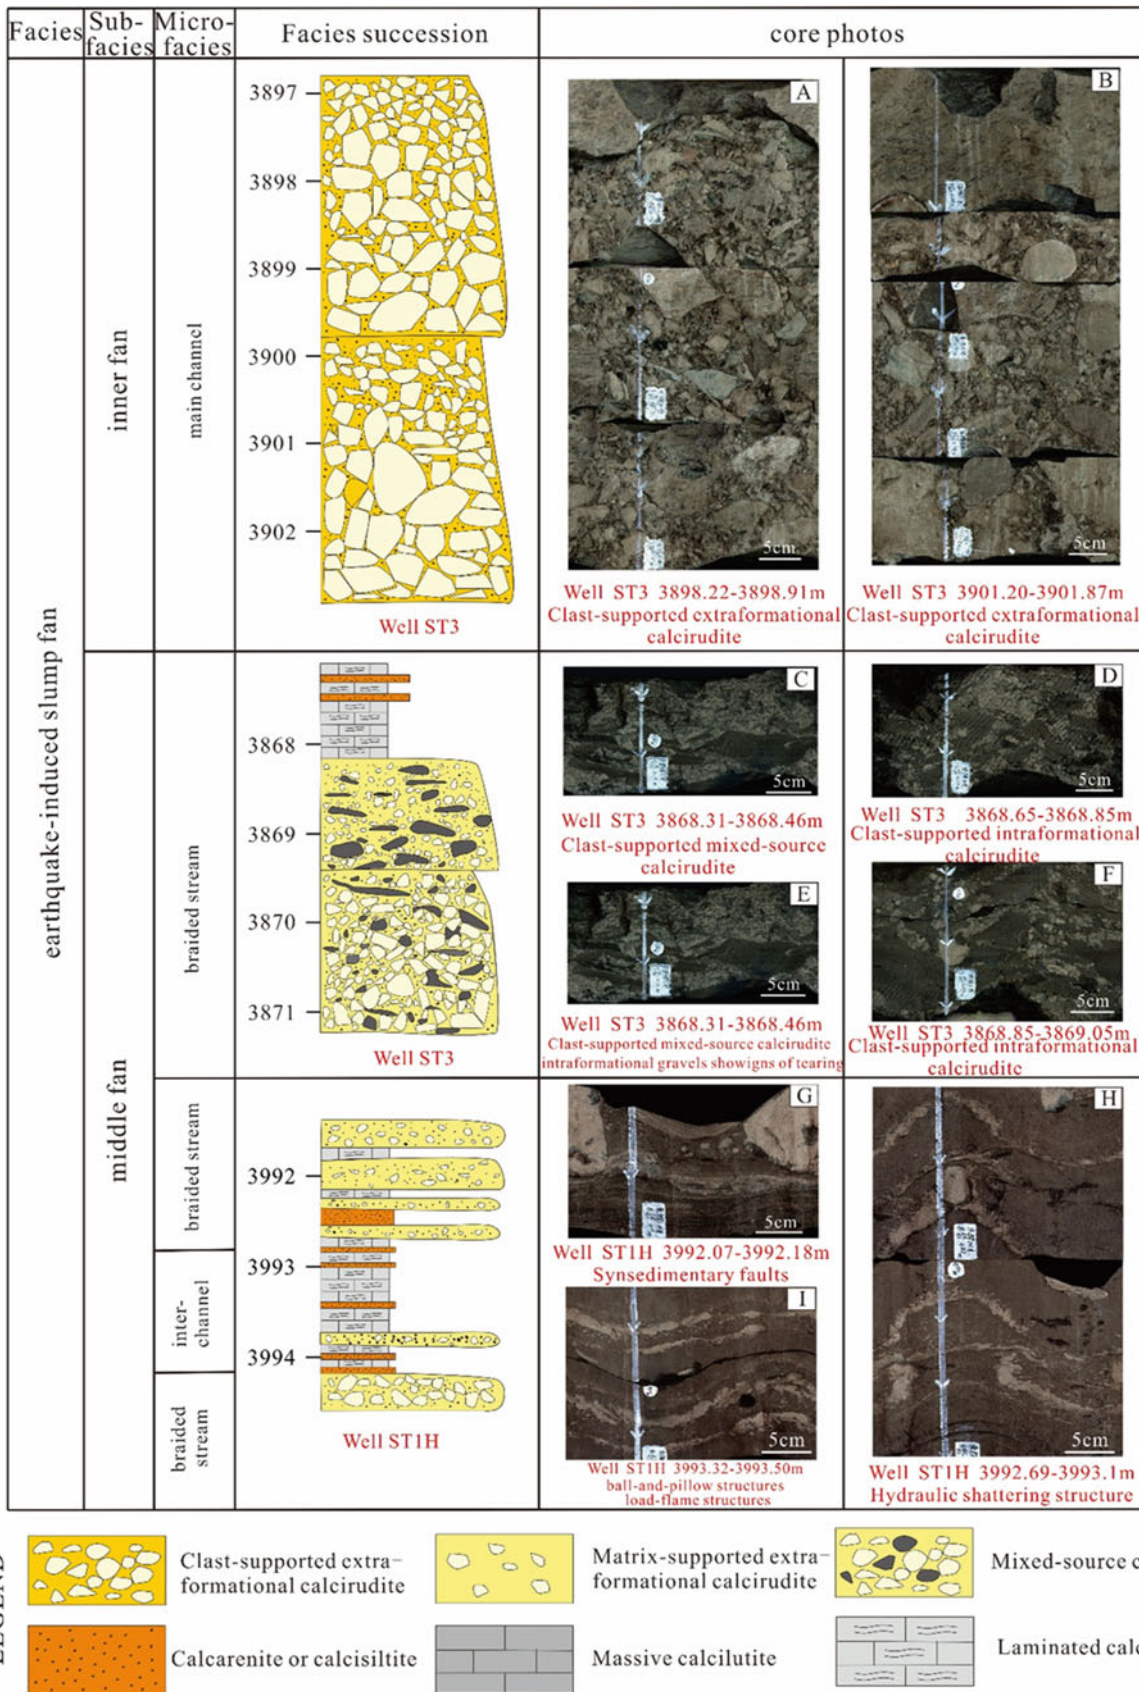 Facies
Sub-
facies
Micro-
facies
Facies succession
core photos
earthquake-induced slump fan
inner fan
main channel
3897
3898
3899
3900
3901
3902
Well ST3
A
5cm
Well ST3 3898.22-3898.91m
Clast-supported extraformational
calcirudite
B
5cm
Well ST3 3901.20-3901.87m
Clast-supported extraformational
calcirudite
middle fan
braided stream
3868
3869
3870
3871
Well ST3
C
5cm
Well ST3 3868.31-3868.46m
Clast-supported mixed-source
calcirudite
D
5cm
Well ST3 3868.65-3868.85m
Clast-supported intraformational
calcirudite
E
5cm
Well ST3 3868.31-3868.46m
Clast-supported mixed-source calcirudite
intraformational gravels showigns of tearing
F
5cm
Well ST3 3868.85-3869.05m
Clast-supported intraformational
calcirudite
braided stream
inter-
channel
braided
stream
3992
3993
3994
Well ST1H
G
5cm
Well ST1H 3992.07-3992.18m
Synsedimentary faults
H
5cm
Well ST1H 3992.69-3993.1m
Hydraulic shattering structure
I
5cm
Well ST1H 3993.32-3993.50m
ball-and-pillow structures
load-flame structures
LEGEND
Clast-supported extra-
formational calcirudite
Matrix-supported extra-
formational calcirudite
Mixed-source c
Calcarenite or calcisiltite
Massive calcilutite
Laminated calc